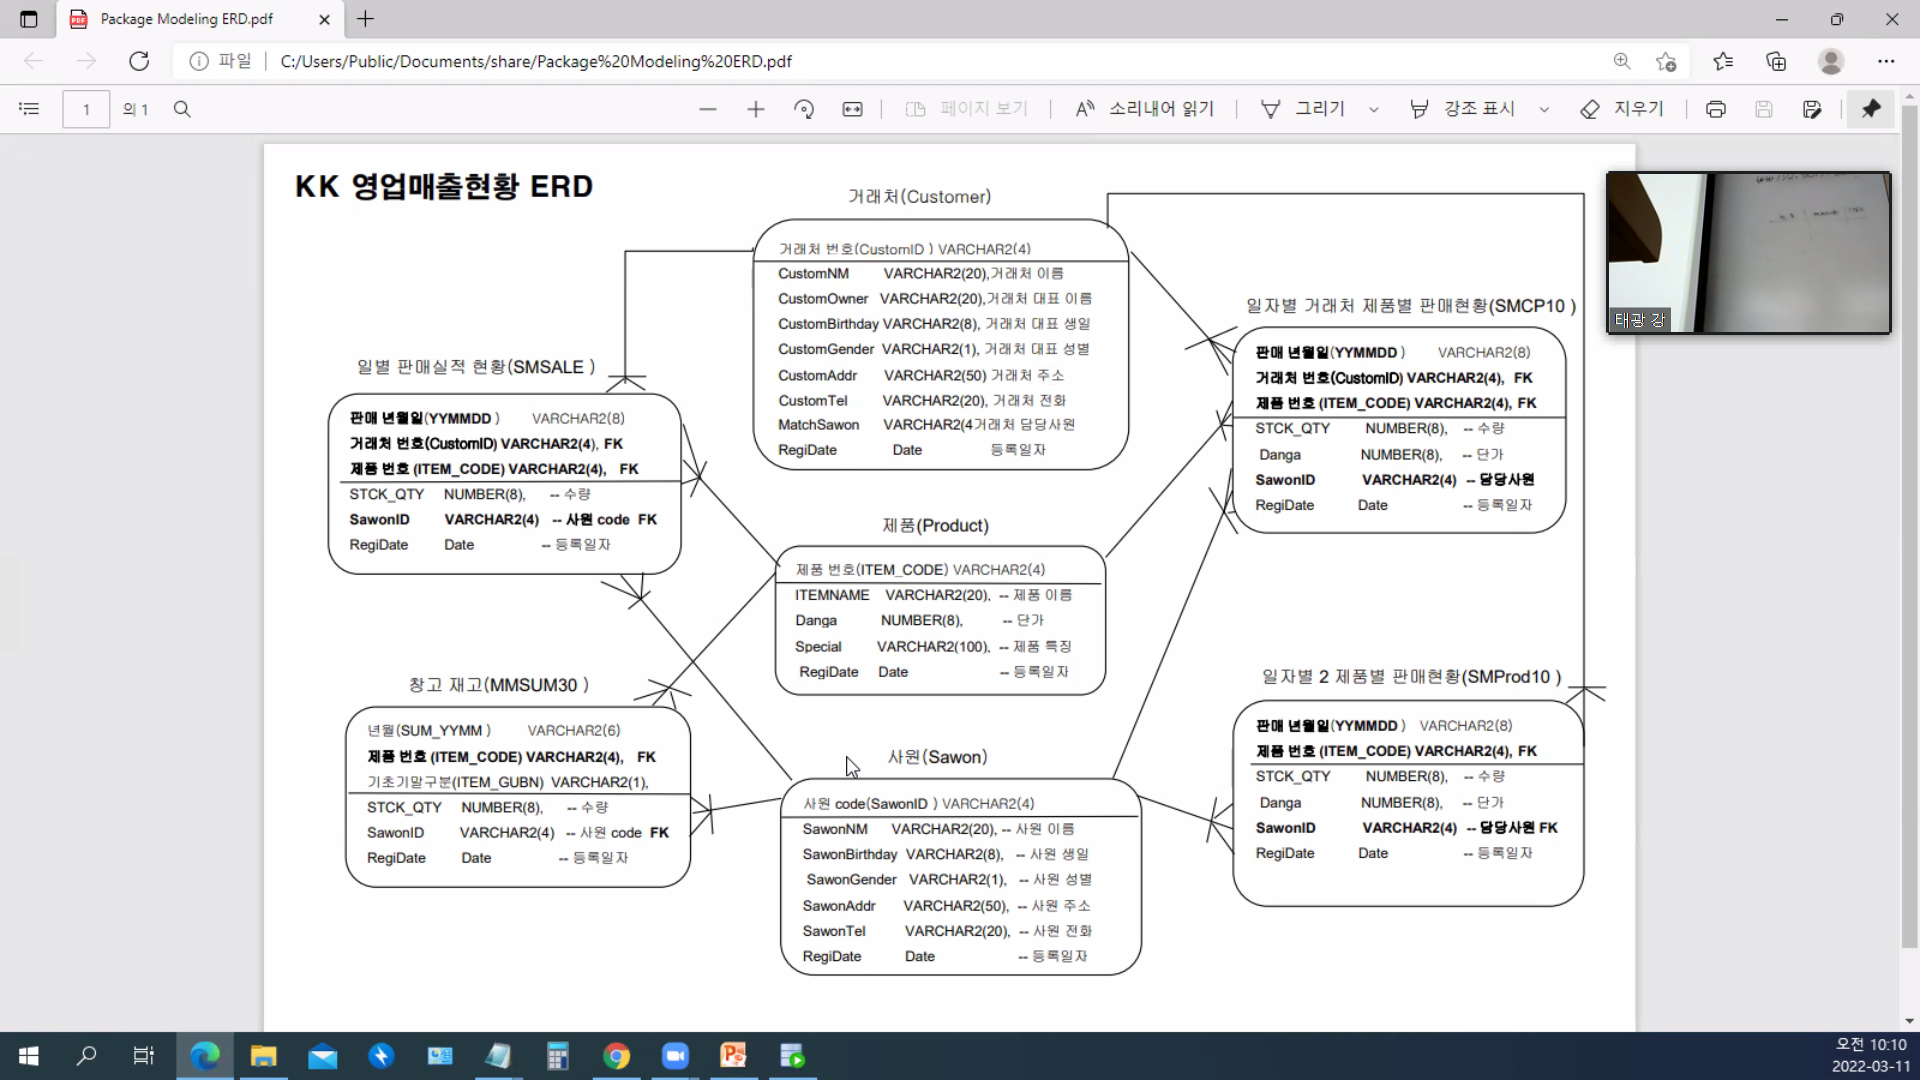 Package Modeling ERD.pdf
파일
C:/Users/Public/Documents/share/Package%20Modeling%20ERD.pdf
1
의 1
페이지 보기
소리내어 읽기
그리기
강조 표시
지우기
KK 영업매출현황 ERD
거래처(Customer)
거래처 번호(CustomID ) VARCHAR2(4)
CustomNM VARCHAR2(20),거래처 이름
CustomOwner VARCHAR2(20),거래처 대표 이름
CustomBirthday VARCHAR2(8), 거래처 대표 생일
CustomGender VARCHAR2(1), 거래처 대표 성별
CustomAddr VARCHAR2(50) 거래처 주소
CustomTel VARCHAR2(20), 거래처 전화
MatchSawon VARCHAR2(4거래처 담당사원
RegiDate Date 등록일자
일별 판매실적 현황(SMSALE )
판매 년월일(YYMMDD ) VARCHAR2(8)
거래처 번호(CustomID) VARCHAR2(4), FK
제품 번호 (ITEM_CODE) VARCHAR2(4), FK
STCK_QTY NUMBER(8), -- 수량
SawonID VARCHAR2(4) -- 사원 code FK
RegiDate Date -- 등록일자
일자별 거래처 제품별 판매현황(SMCP10 )
판매 년월일(YYMMDD ) VARCHAR2(8)
거래처 번호(CustomID) VARCHAR2(4), FK
제품 번호 (ITEM_CODE) VARCHAR2(4), FK
STCK_QTY NUMBER(8), -- 수량
Danga NUMBER(8), -- 단가
SawonID VARCHAR2(4) -- 담당사원
RegiDate Date -- 등록일자
제품(Product)
제품 번호(ITEM_CODE) VARCHAR2(4)
ITEMNAME VARCHAR2(20), -- 제품 이름
Danga NUMBER(8), -- 단가
Special VARCHAR2(100), -- 제품 특징
RegiDate Date -- 등록일자
창고 재고(MMSUM30 )
년월(SUM_YYMM ) VARCHAR2(6)
제품 번호 (ITEM_CODE) VARCHAR2(4), FK
기초기말구분(ITEM_GUBN) VARCHAR2(1),
STCK_QTY NUMBER(8), -- 수량
SawonID VARCHAR2(4) -- 사원 code FK
RegiDate Date -- 등록일자
사원(Sawon)
사원 code(SawonID ) VARCHAR2(4)
SawonNM VARCHAR2(20), -- 사원 이름
SawonBirthday VARCHAR2(8), -- 사원 생일
SawonGender VARCHAR2(1), -- 사원 성별
SawonAddr VARCHAR2(50), -- 사원 주소
SawonTel VARCHAR2(20), -- 사원 전화
RegiDate Date -- 등록일자
일자별 2 제품별 판매현황(SMProd10 )
판매 년월일(YYMMDD ) VARCHAR2(8)
제품 번호 (ITEM_CODE) VARCHAR2(4), FK
STCK_QTY NUMBER(8), -- 수량
Danga NUMBER(8), -- 단가
SawonID VARCHAR2(4) -- 담당사원 FK
RegiDate Date -- 등록일자
태광 강
오전 10:10
2022-03-11